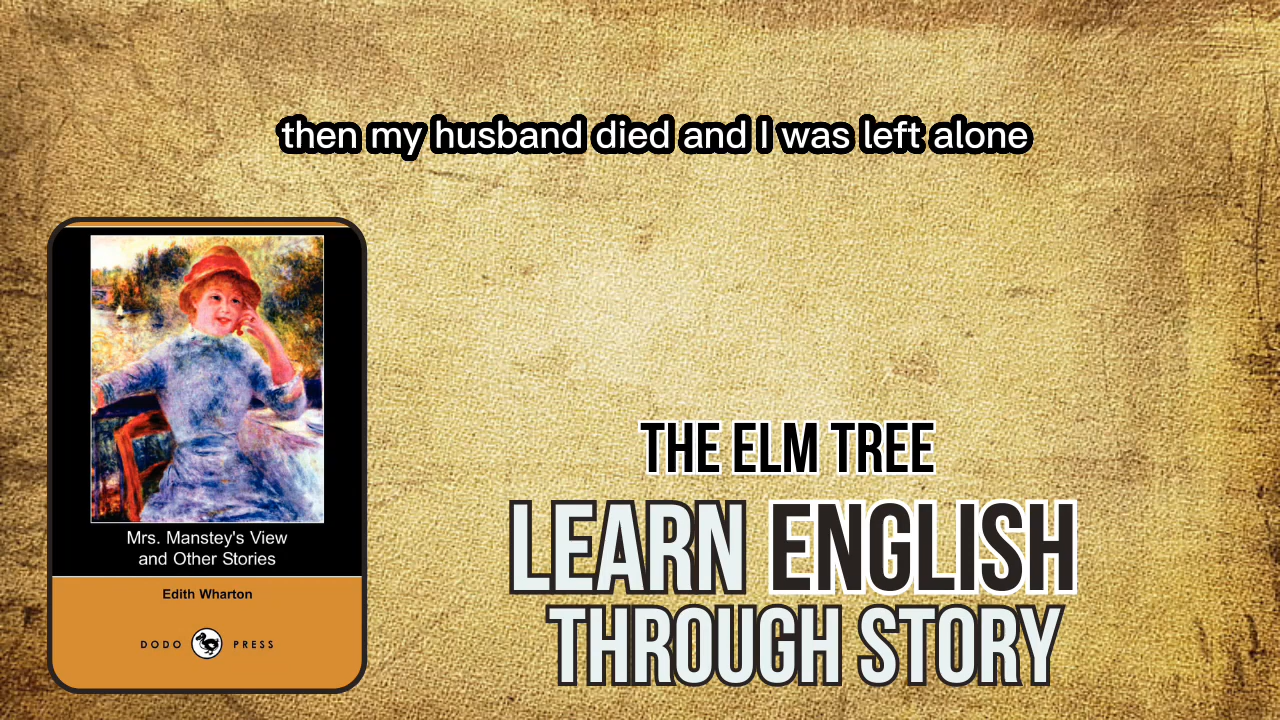 then my husband died and I was left alone
Mrs. Manstey's View
and Other Stories
Edith Wharton
DODO PRESS
THE ELM TREE
LEARN ENGLISH
THROUGH STORY